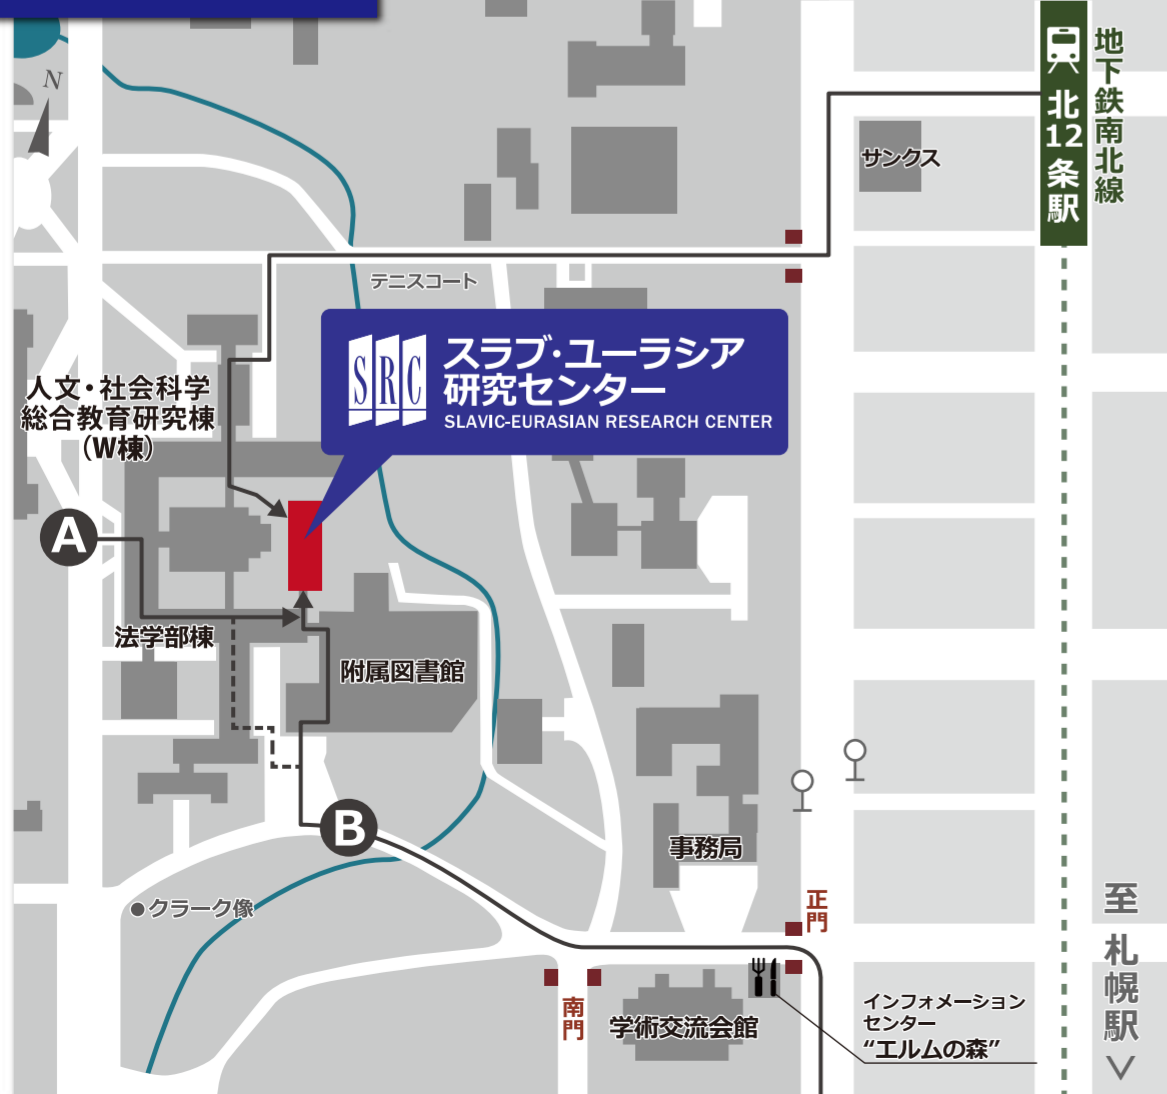 N
地下鉄南北線
北12条駅
サンクス
テニスコート
SRC
スラブ・ユーラシア
研究センター
SLAVIC-EURASIAN RESEARCH CENTER
人文・社会科学
総合教育研究棟
（W棟）
A
法学部棟
附属図書館
B
事務局
クラーク像
正門
南門
学術交流会館
インフォメーション
センター
“エルムの森”
至 札幌駅